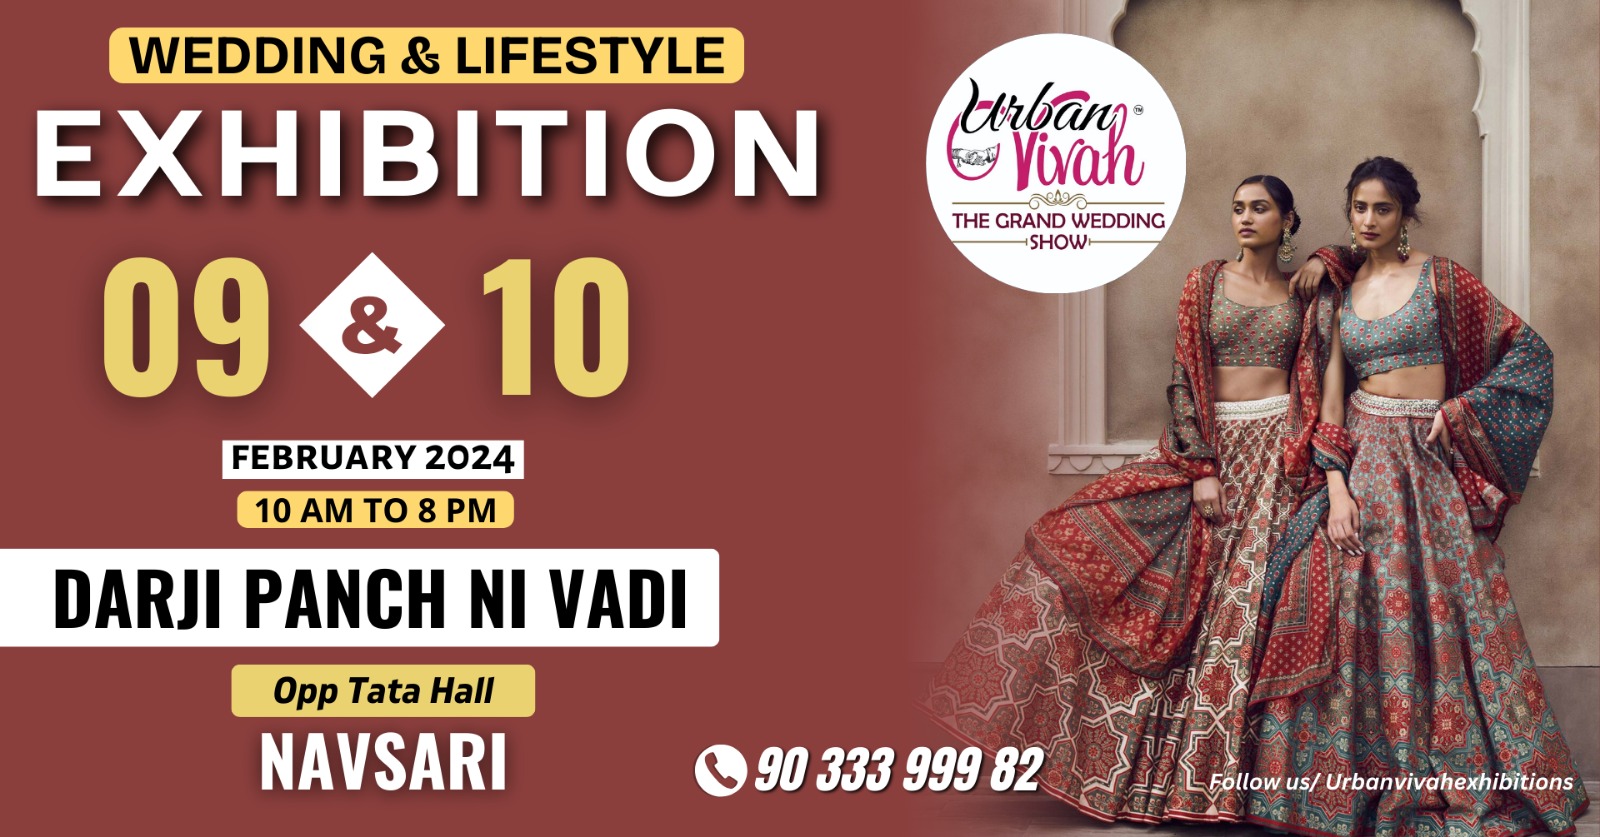 WEDDING & LIFESTYLE
EXHIBITION
09 & 10
FEBRUARY 2024
10 AM TO 8 PM
DARJI PANCH NI VADI
Opp Tata Hall
NAVSARI
90 333 999 82
Urban TM
Vivah
THE GRAND WEDDING
SHOW
Follow us/ Urbanvivahexhibitions